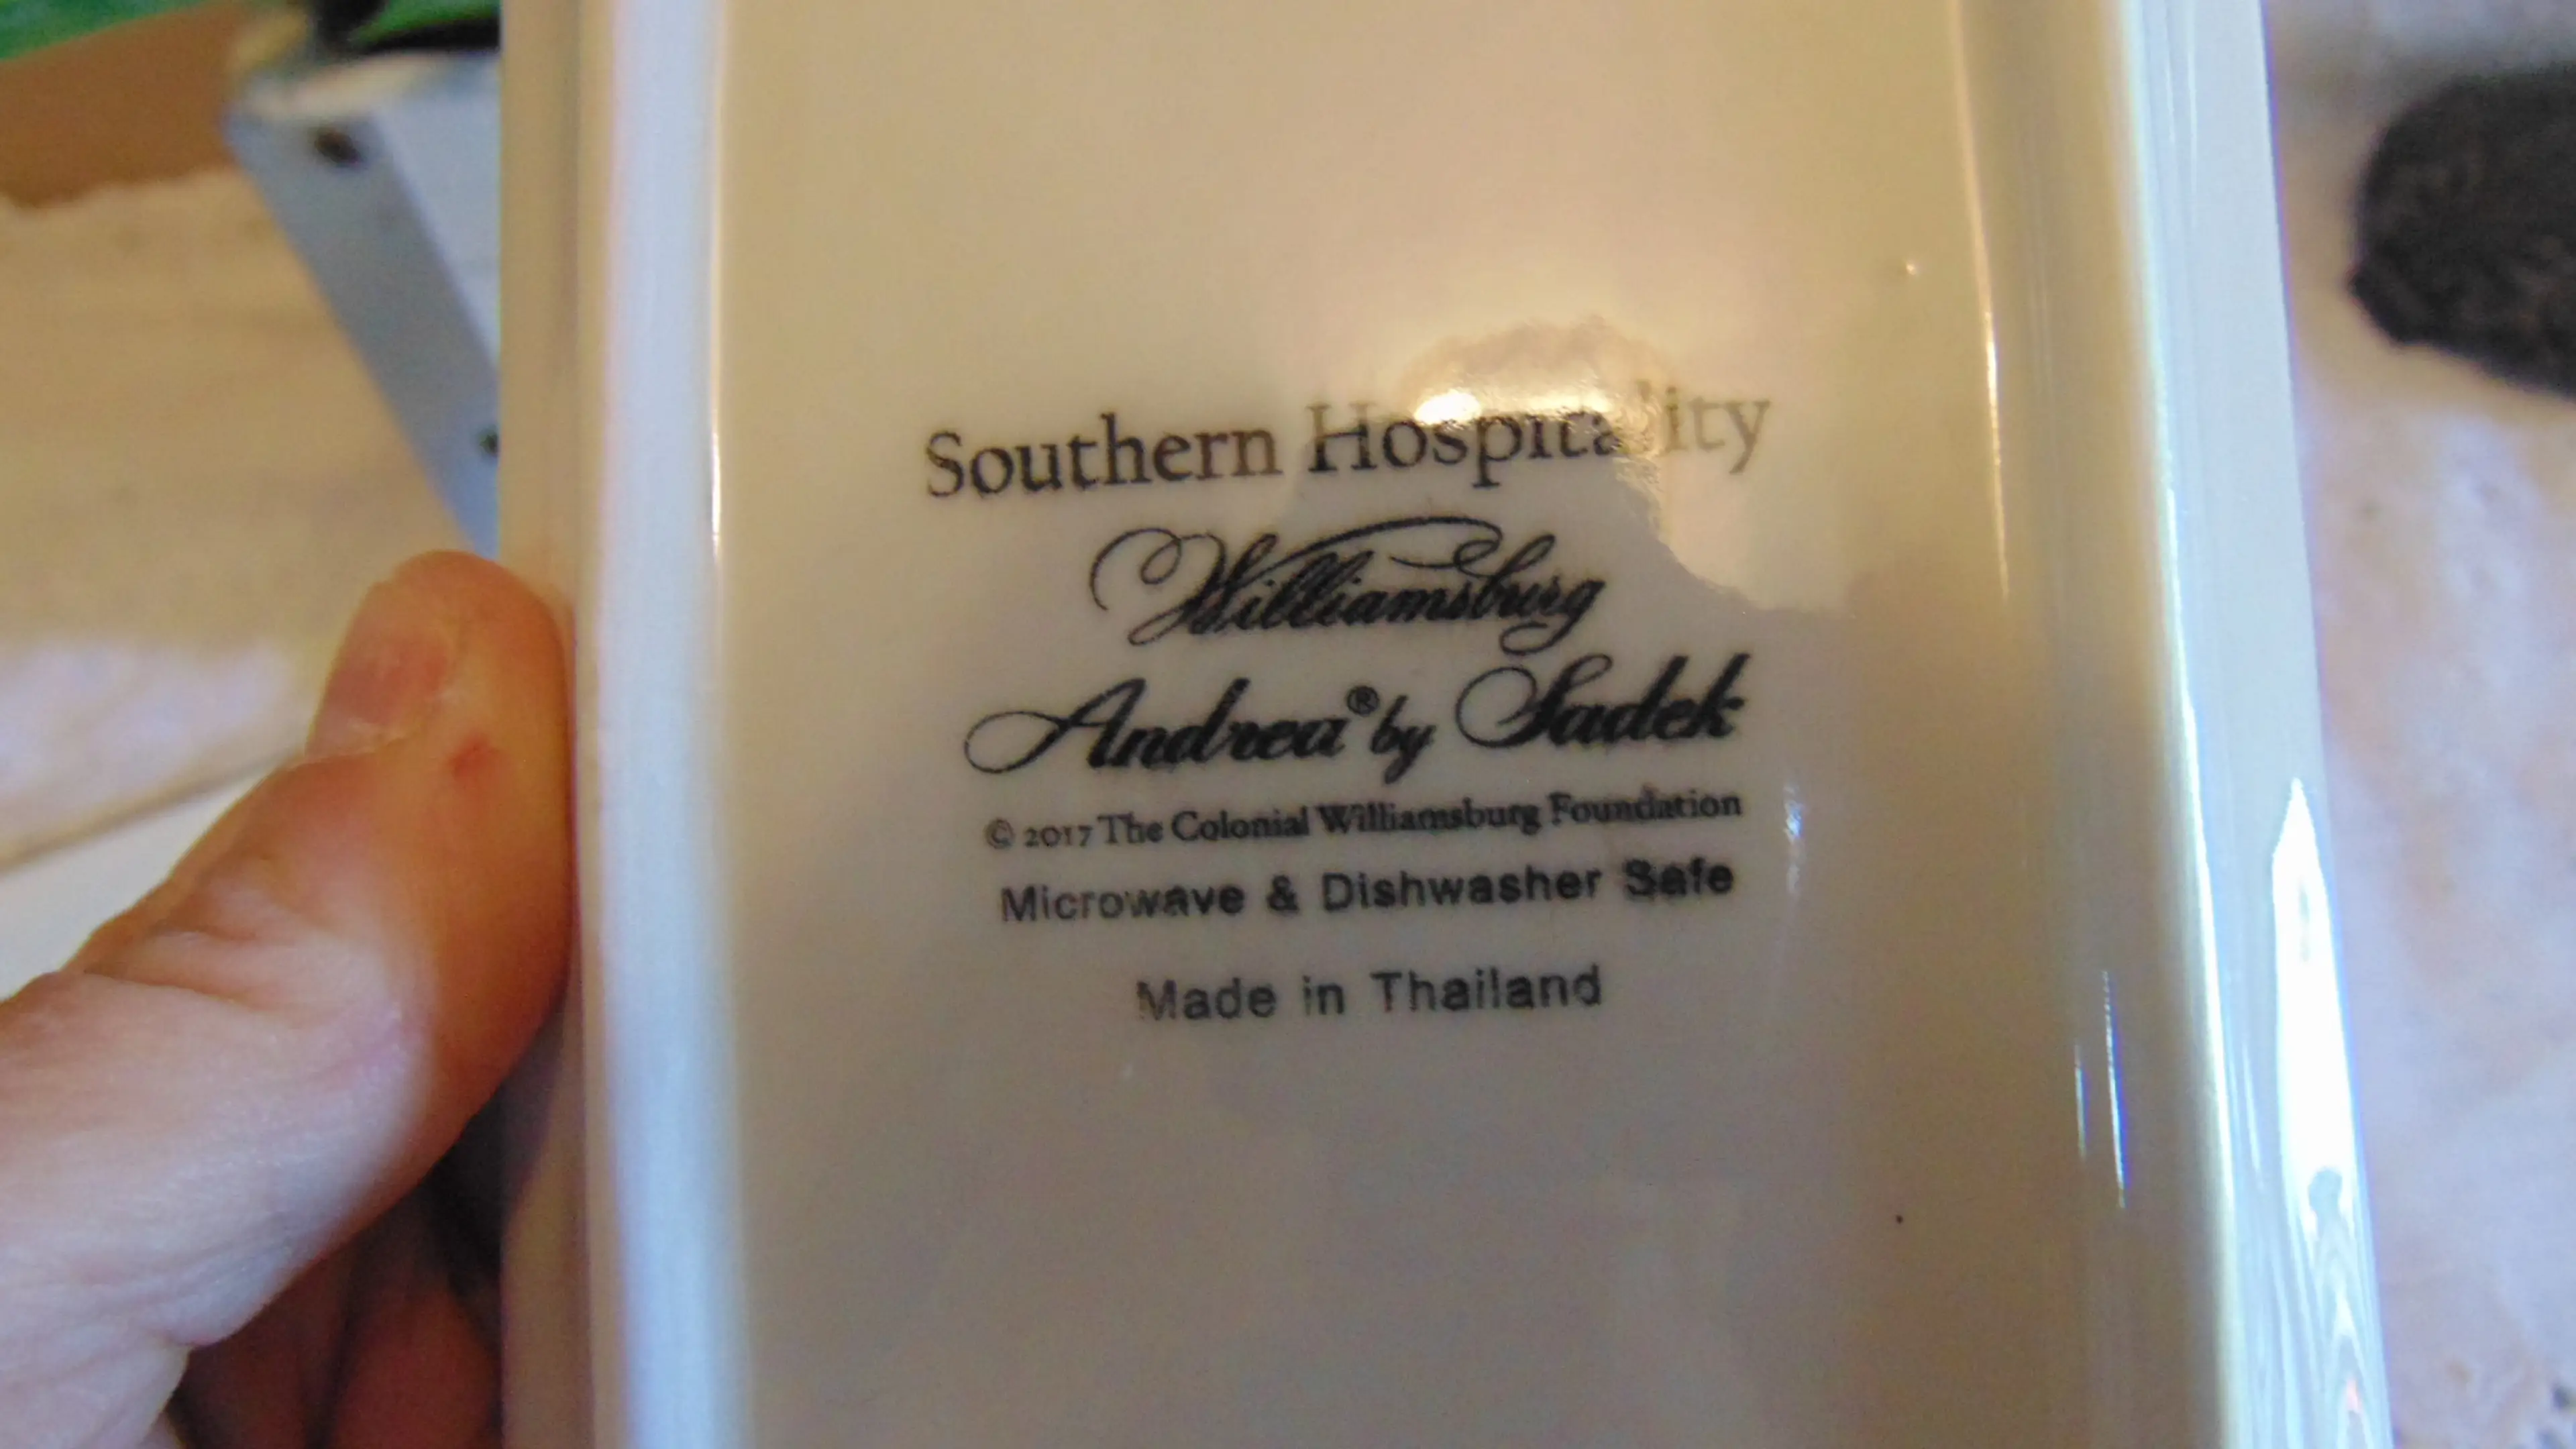 Southern Hospitality
Williamsburg
Andrea® by Sadek
© 2017 The Colonial Williamsburg Foundation
Microwave & Dishwasher Safe
Made in Thailand